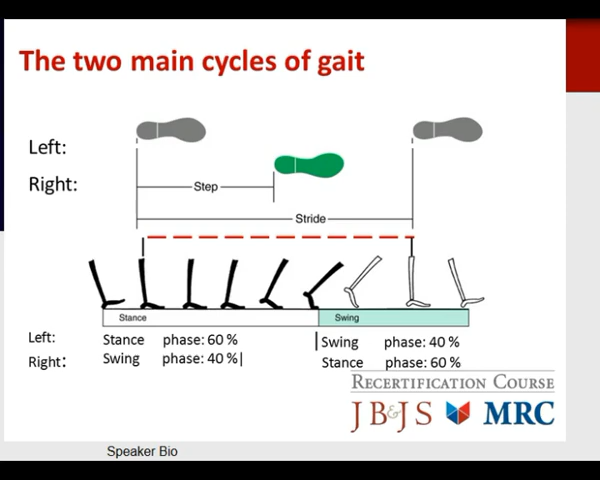 The two main cycles of gait
Left:
Right:
Step
Stride
Stance
Swing
Left:
Stance phase: 60 %
Swing phase: 40 %
Right:
Swing phase: 40 %
Stance phase: 60 %
RECERTIFICATION COURSE
JB&JS MRC
Speaker Bio